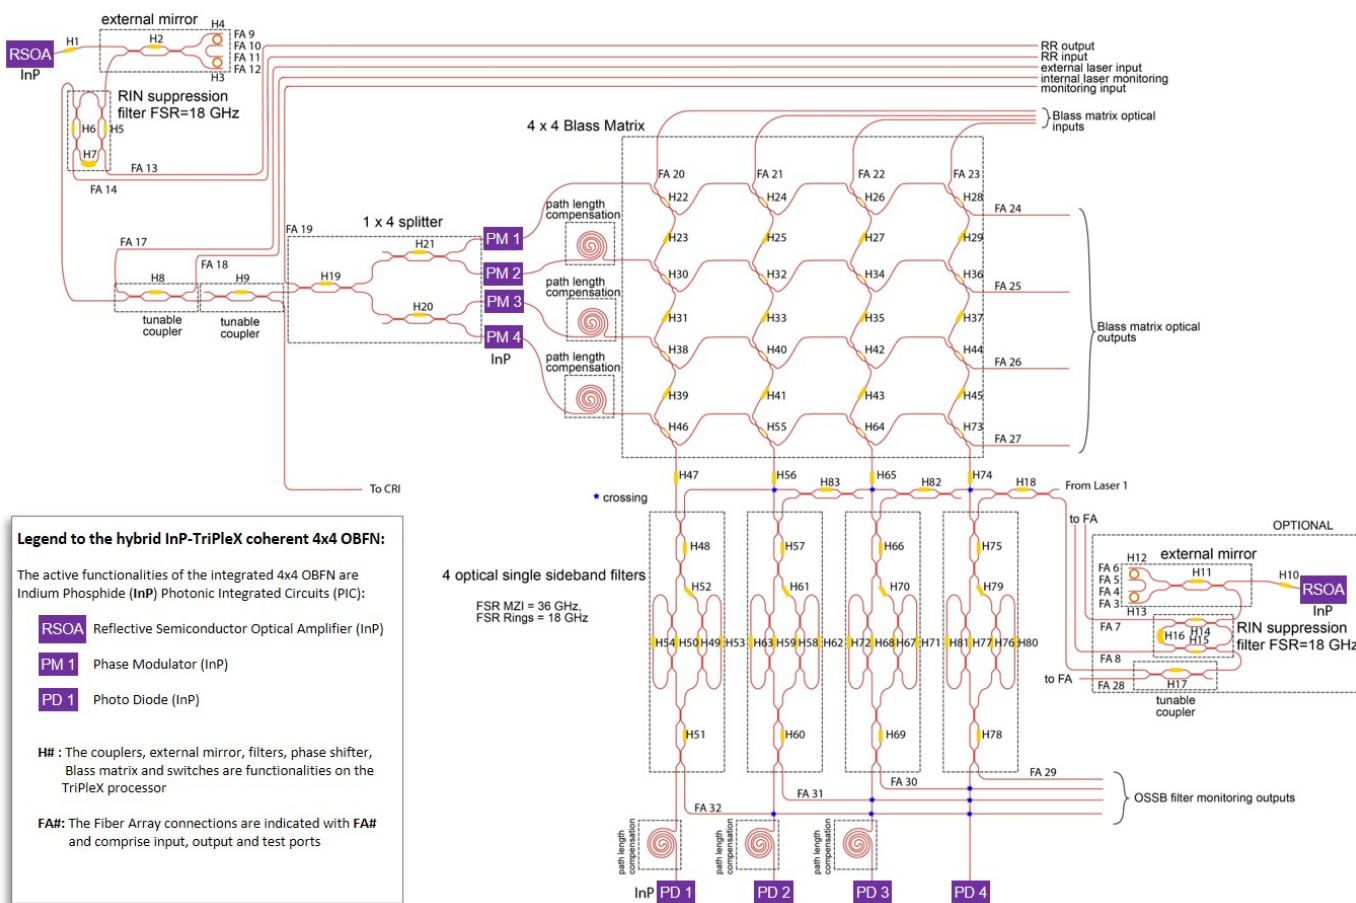 external mirror
H4
H1
H2
FA 9
FA 10
FA 11
FA 12
H3
RSOA
InP
RR output
RR input
external laser input
internal laser monitoring
monitoring input
RIN suppression
filter FSR=18 GHz
H6
H5
H7
FA 13
FA 14
4 x 4 Blass Matrix
Blass matrix optical
inputs
FA 20
FA 21
FA 22
FA 23
H22
H24
H26
H28
FA 24
H23
H25
H27
H29
H30
H32
H34
H36
FA 25
H31
H33
H35
H37
H38
H40
H42
H44
FA 26
H39
H41
H43
H45
H46
H55
H64
H73
FA 27
Blass matrix optical
outputs
path length
compensation
path length
compensation
path length
compensation
1 x 4 splitter
FA 19
H21
H19
H20
PM 1
PM 2
PM 3
PM 4
InP
FA 17
FA 18
H8
H9
tunable
coupler
tunable
coupler
To CRI
H47
H56
H65
H74
* crossing
H83
H82
H18
From Laser 1
to FA
OPTIONAL
4 optical single sideband filters
FSR MZI = 36 GHz,
FSR Rings = 18 GHz
H48
H57
H66
H75
H52
H61
H70
H79
H54
H50
H49
H53
H63
H59
H58
H62
H72
H68
H67
H71
H81
H77
H76
H80
H51
H60
H69
H78
external mirror
H12
FA 6
FA 5
FA 4
FA 3
H11
H10
RSOA
InP
H13
FA 7
H14
H16
H15
RIN suppression
filter FSR=18 GHz
FA 8
to FA
FA 28
H17
tunable
coupler
FA 29
FA 30
FA 31
FA 32
OSSB filter monitoring outputs
path length
compensation
path length
compensation
path length
compensation
InP
PD 1
PD 2
PD 3
PD 4
Legend to the hybrid InP-TriPleX coherent 4x4 OBFN:
The active functionalities of the integrated 4x4 OBFN are
Indium Phosphide (InP) Photonic Integrated Circuits (PIC):
RSOA Reflective Semiconductor Optical Amplifier (InP)
PM 1 Phase Modulator (InP)
PD 1 Photo Diode (InP)
H# : The couplers, external mirror, filters, phase shifter,
Blass matrix and switches are functionalities on the
TriPleX processor
FA#: The Fiber Array connections are indicated with FA#
and comprise input, output and test ports